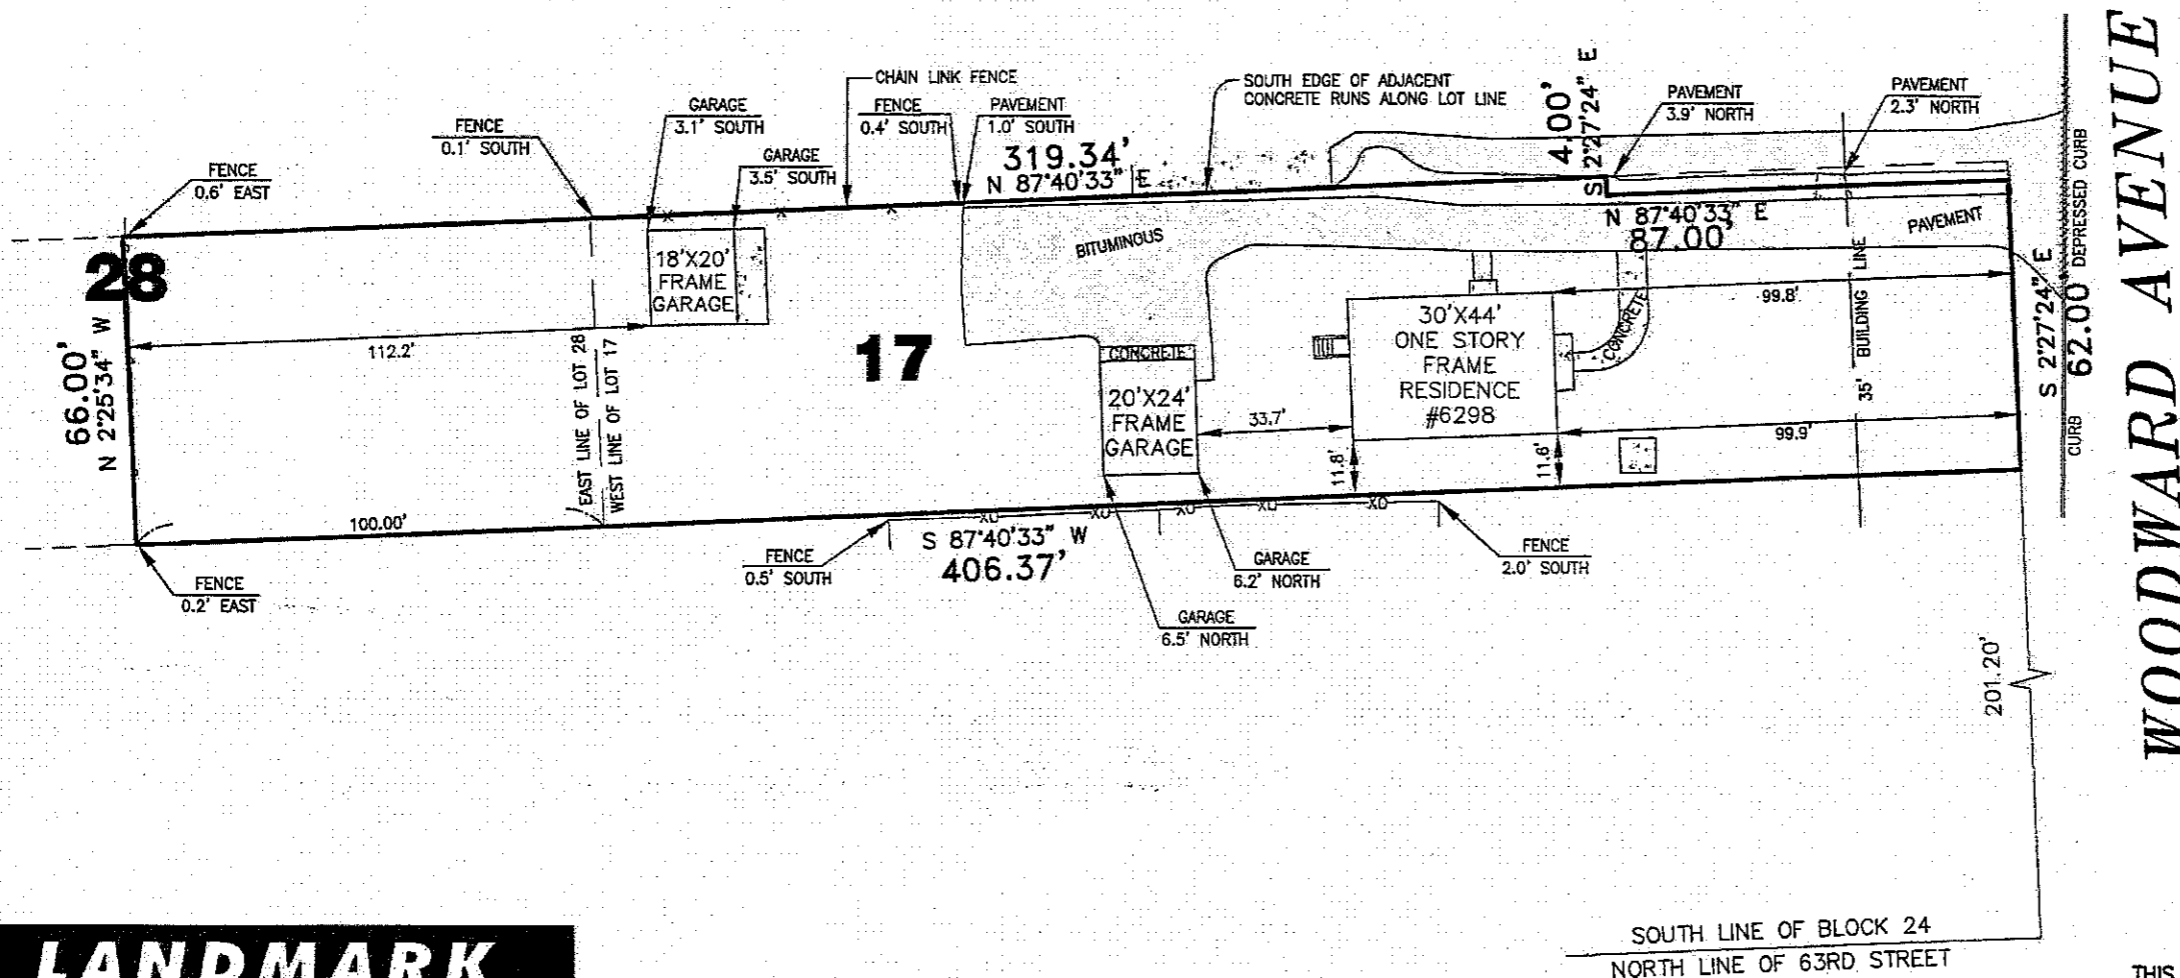 CHAIN LINK FENCE
SOUTH EDGE OF ADJACENT
CONCRETE RUNS ALONG LOT LINE
4.00'
S 2°27'24" E
PAVEMENT
3.9' NORTH
PAVEMENT
2.3' NORTH
WOODWARD AVENUE
GARAGE
3.1' SOUTH
FENCE
0.4' SOUTH
PAVEMENT
1.0' SOUTH
FENCE
0.1' SOUTH
GARAGE
3.5' SOUTH
319.34'
N 87°40'33" E
FENCE
0.6' EAST
N 87°40'33" E
87.00'
PAVEMENT
BITUMINOUS
28
18'X20'
FRAME
GARAGE
112.2'
17
66.00'
N 2°25'34" W
EAST LINE OF LOT 28
WEST LINE OF LOT 17
CONCRETE
20'X24'
FRAME
GARAGE
33.7'
30'X44'
ONE STORY
FRAME
RESIDENCE
#6298
CONCRETE
99.8'
99.9'
35' BUILDING LINE
S 2°27'24" E
62.00'
DEPRESSED CURB
CURB
11.8'
11.6'
100.00'
S 87°40'33" W
406.37'
FENCE
0.5' SOUTH
GARAGE
6.2' NORTH
FENCE
2.0' SOUTH
FENCE
0.2' EAST
GARAGE
6.5' NORTH
201.20'
SOUTH LINE OF BLOCK 24
NORTH LINE OF 63RD STREET
LANDMARK
THIS